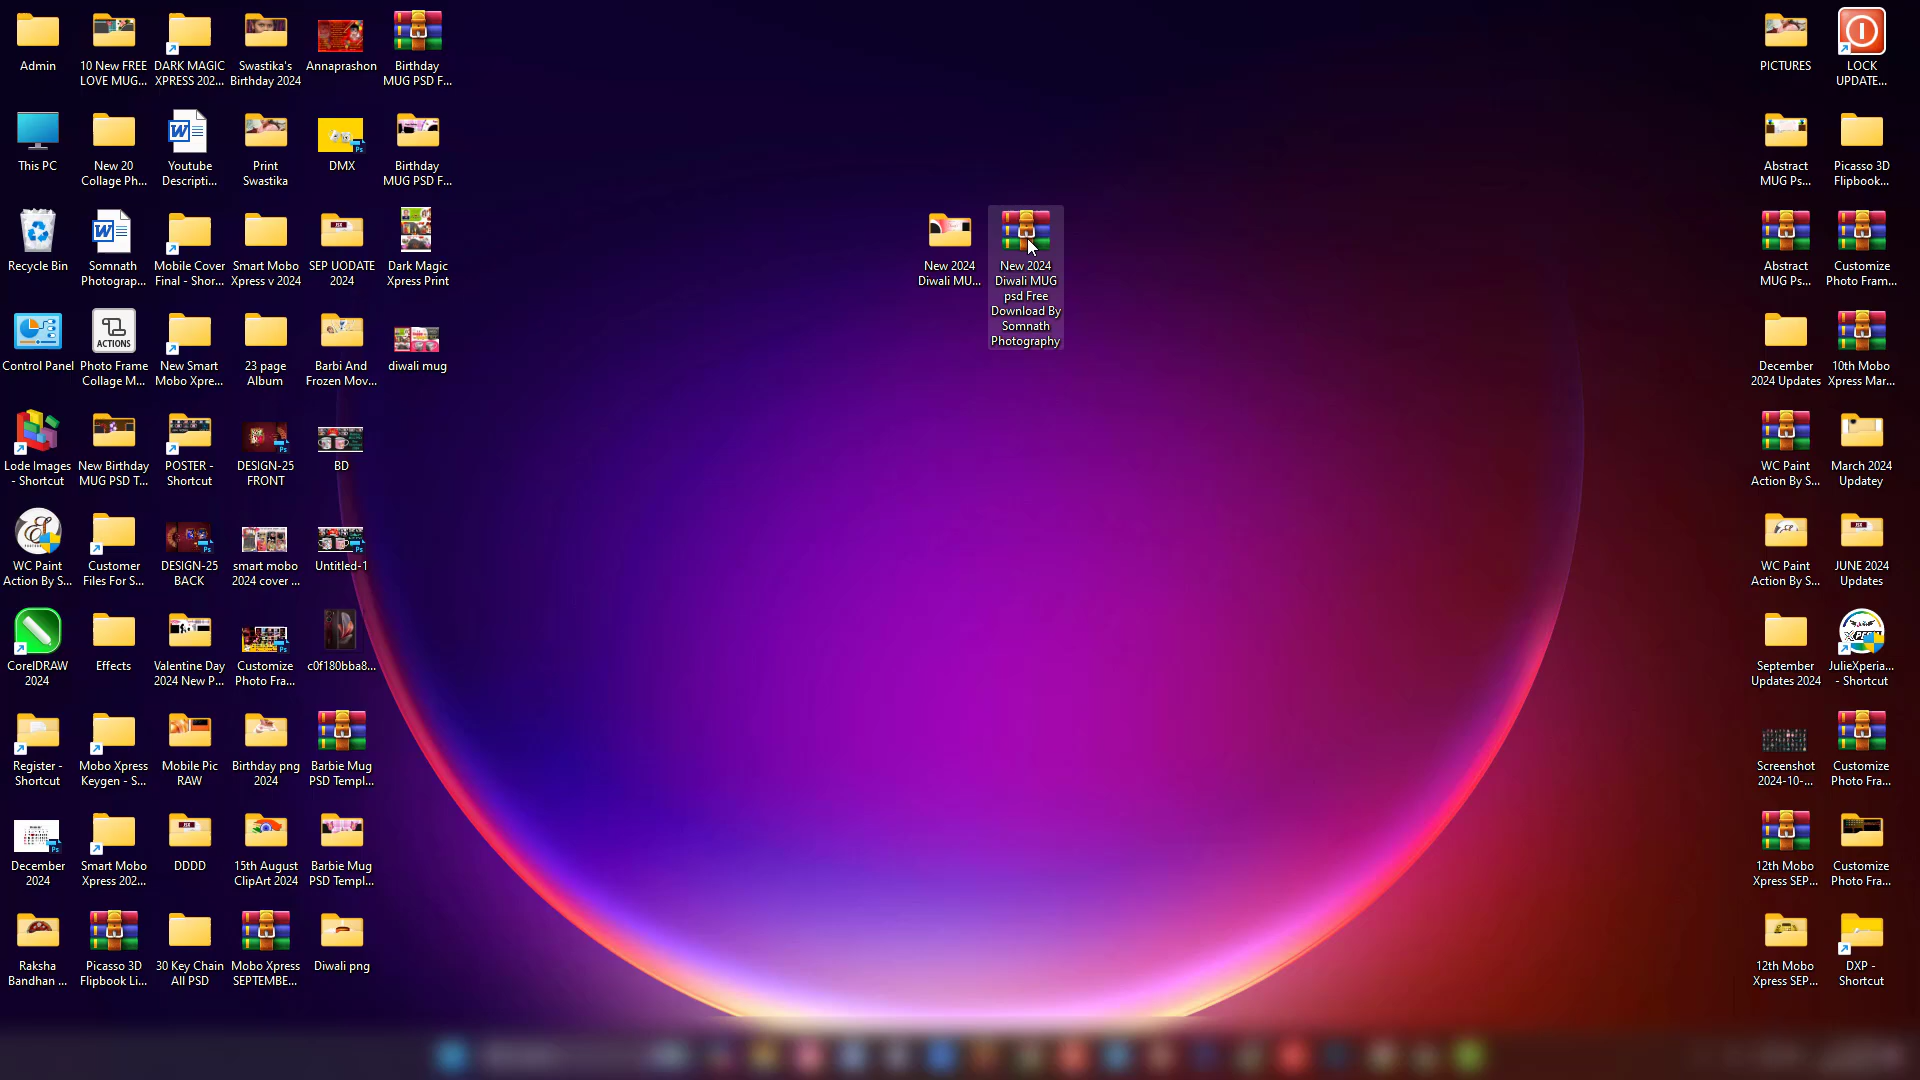 Admin
10 New FREE
LOVE MUG...
DARK MAGIC
XPRESS 202...
Swastika's
Birthday 2024
Annaprashon
Birthday
MUG PSD F...
PICTURES
LOCK
UPDATE...
This PC
New 20
Collage Ph...
Youtube
Descripti...
Print
Swastika
DMX
Birthday
MUG PSD F...
Abstract
MUG Ps...
Picasso 3D
Flipbook...
Recycle Bin
Somnath
Photograp...
Mobile Cover
Final - Shor...
Smart Mobo
Xpress v 2024
SEP UODATE
2024
Dark Magic
Xpress Print
New 2024
Diwali MU...
New 2024
Diwali MUG
psd Free
Download By
Somnath
Photography
Abstract
MUG Ps...
Customize
Photo Fram...
Control Panel
ACTIONS
Photo Frame
Collage M...
New Smart
Mobo Xpre...
23 page
Album
Barbi And
Frozen Mov...
diwali mug
December
2024 Updates
10th Mobo
Xpress Mar...
Lode Images
- Shortcut
New Birthday
MUG PSD T...
POSTER -
Shortcut
DESIGN-25
FRONT
BD
WC Paint
Action By S...
March 2024
Updatey
WC Paint
Action By S...
Customer
Files For S...
DESIGN-25
BACK
smart mobo
2024 cover ...
Untitled-1
WC Paint
Action By S...
JUNE 2024
Updates
CorelDRAW
2024
Effects
Valentine Day
2024 New P...
Customize
Photo Fra...
c0f180bba8...
September
Updates 2024
JulieXperia...
- Shortcut
Register -
Shortcut
Mobo Xpress
Keygen - S...
Mobile Pic
RAW
Birthday png
2024
Barbie Mug
PSD Templ...
Screenshot
2024-10-...
Customize
Photo Fra...
December
2024
Smart Mobo
Xpress 202...
DDDD
15th August
ClipArt 2024
Barbie Mug
PSD Templ...
12th Mobo
Xpress SEP...
Customize
Photo Fra...
Raksha
Bandhan ...
Picasso 3D
Flipbook Li...
30 Key Chain
All PSD
Mobo Xpress
SEPTEMBE...
Diwali png
12th Mobo
Xpress SEP...
DXP -
Shortcut